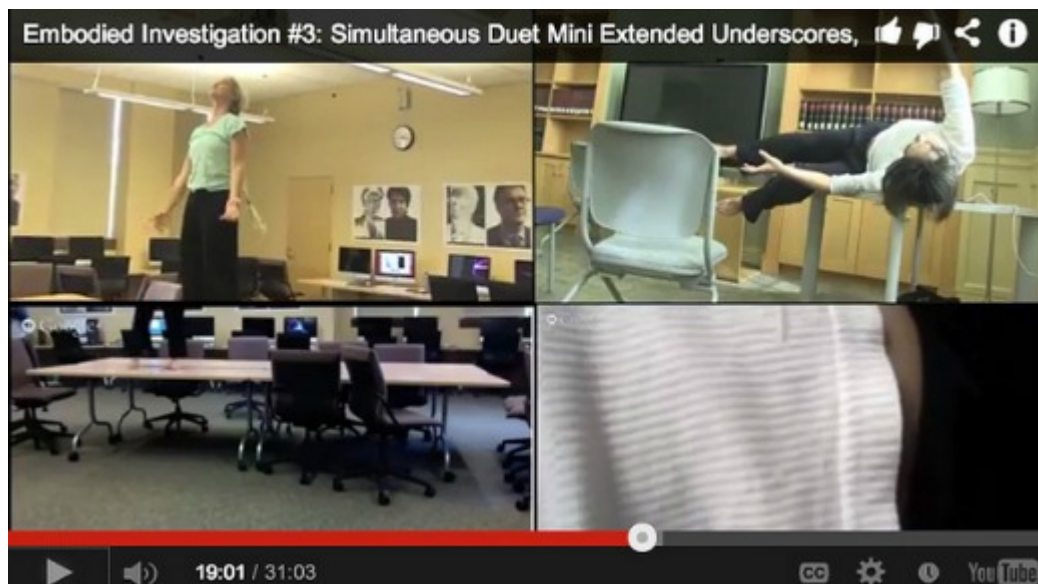 Embodied Investigation #3: Simultaneous Duet Mini Extended Underscores,
19:01 / 31:03
CC
YouTube